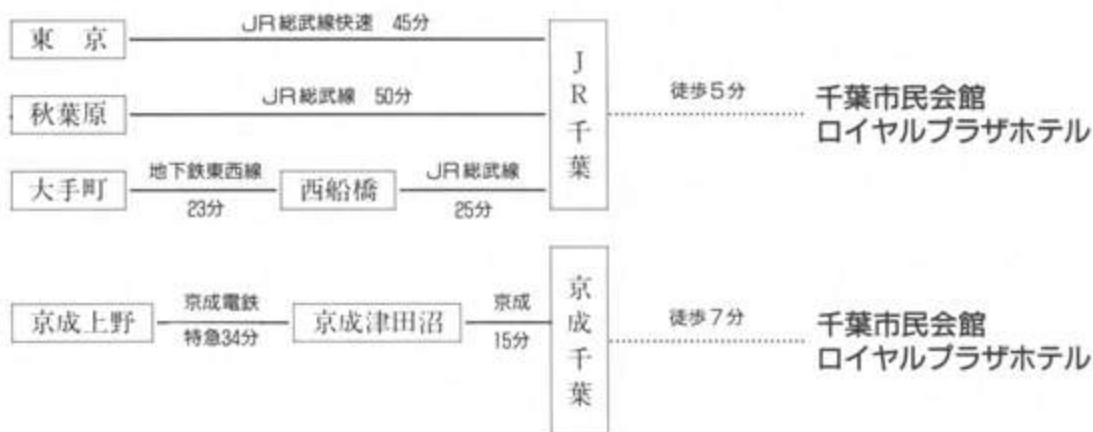 東京
JR総武線快速 45分
秋葉原
JR総武線 50分
大手町
地下鉄東西線
23分
西船橋
JR総武線
25分
JR千葉
徒歩5分
千葉市民会館
ロイヤルプラザホテル
京成上野
京成電鉄
特急34分
京成津田沼
京成
15分
京成千葉
徒歩7分
千葉市民会館
ロイヤルプラザホテル